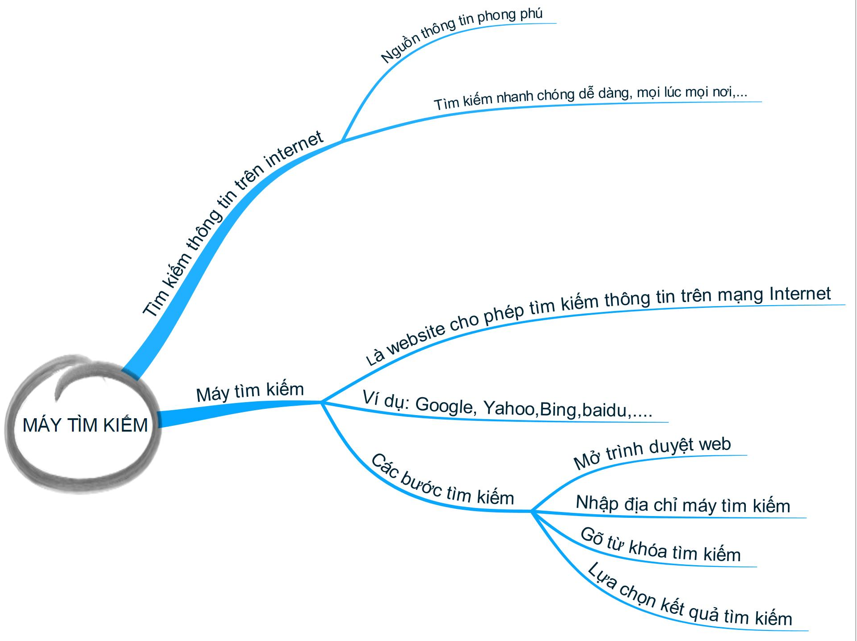 Nguồn thông tin phong phú
Tìm kiếm nhanh chóng dễ dàng, mọi lúc mọi nơi,...
Tìm kiếm thông tin trên internet
Là website cho phép tìm kiếm thông tin trên mạng Internet
Máy tìm kiếm
Ví dụ: Google, Yahoo,Bing,baidu,....
MÁY TÌM KIẾM
Các bước tìm kiếm
Mở trình duyệt web
Nhập địa chỉ máy tìm kiếm
Gõ từ khóa tìm kiếm
Lựa chọn kết quả tìm kiếm